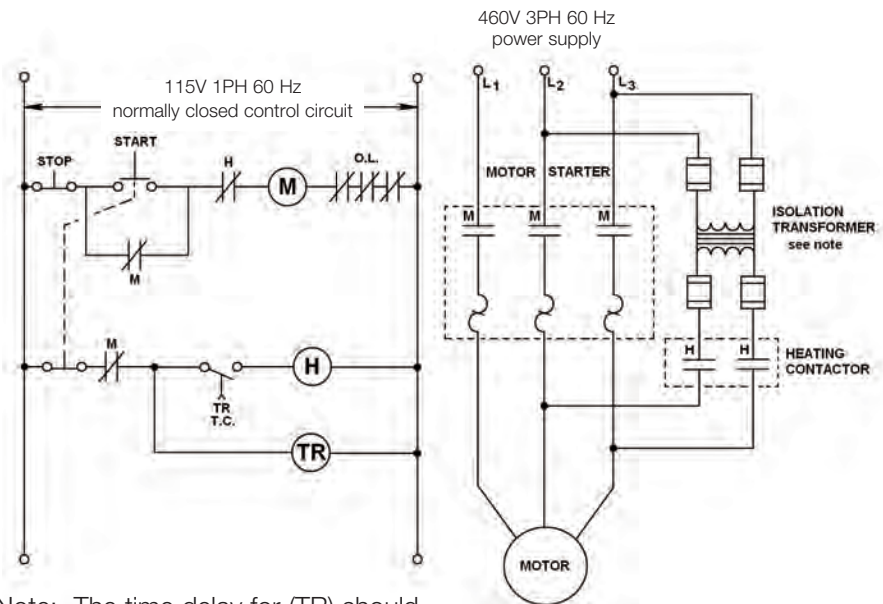 460V 3PH 60 Hz
power supply
L1
L2
L3
115V 1PH 60 Hz
normally closed control circuit
START
STOP
H
M
O.L.
M
MOTOR STARTER
M
M
M
ISOLATION
TRANSFORMER
see note
M
H
TR
T.C.
TR
H
H
HEATING
CONTACTOR
MOTOR
Note: The time delay for (TR) should